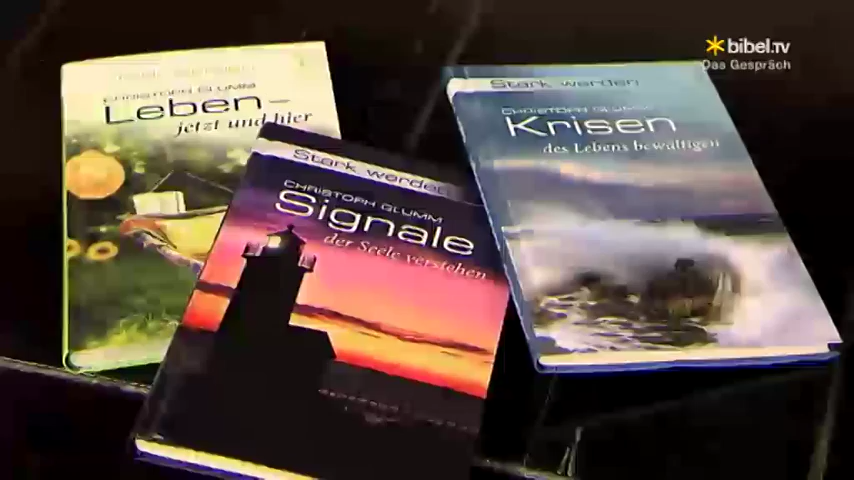 bibel.tv
Das Gespräch
CHRISTOPH GLUMM
Leben –
jetzt und hier
Stark werden
CHRISTOPH GLUMM
Signale
der Seele verstehen
Stark werden
CHRISTOPH GLUMM
Krisen
des Lebens bewältigen